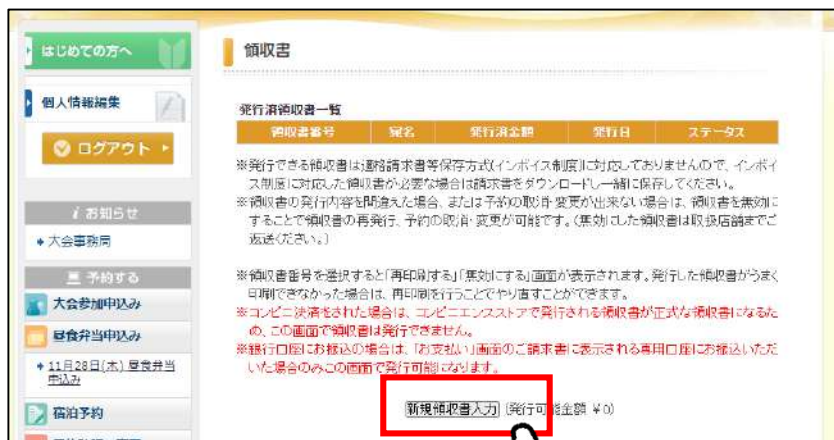 はじめての方へ
個人情報編集
ログアウト
お知らせ
大会事務局
予約する
大会参加申込み
昼食弁当申込み
11月28日(木) 昼食弁当
申込み
宿泊予約
領収書
発行済領収書一覧
領収書番号 宛名 発行済金額 発行日 ステータス
※発行できる領収書は適格請求書等保存方式(インボイス制度)に対応しておりませんので、インボイ
ス制度に対応した領収書が必要な場合は請求書をダウンロードし一緒に保存してください。
※領収書の発行内容を間違えた場合、または予約の取消・変更が出来ない場合は、領収書を無効に
することで領収書の再発行、予約の取消・変更が可能です。(無効にした領収書は取扱店舗までご
返送ください。)
※領収書番号を選択すると「再印刷する」「無効にする」画面が表示されます。発行した領収書がうまく
印刷できなかった場合は、再印刷を行うことでやり直すことができます。
※コンビニ決済をされた場合は、コンビニエンスストアで発行される領収書が正式な領収書になるた
め、この画面で領収書は発行できません。
※銀行口座にお振込の場合は、「お支払い」画面のご請求書に表示される専用口座にお振込いただ
いた場合のみこの画面で発行可能になります。
新規領収書入力 (発行可能金額 ¥0)